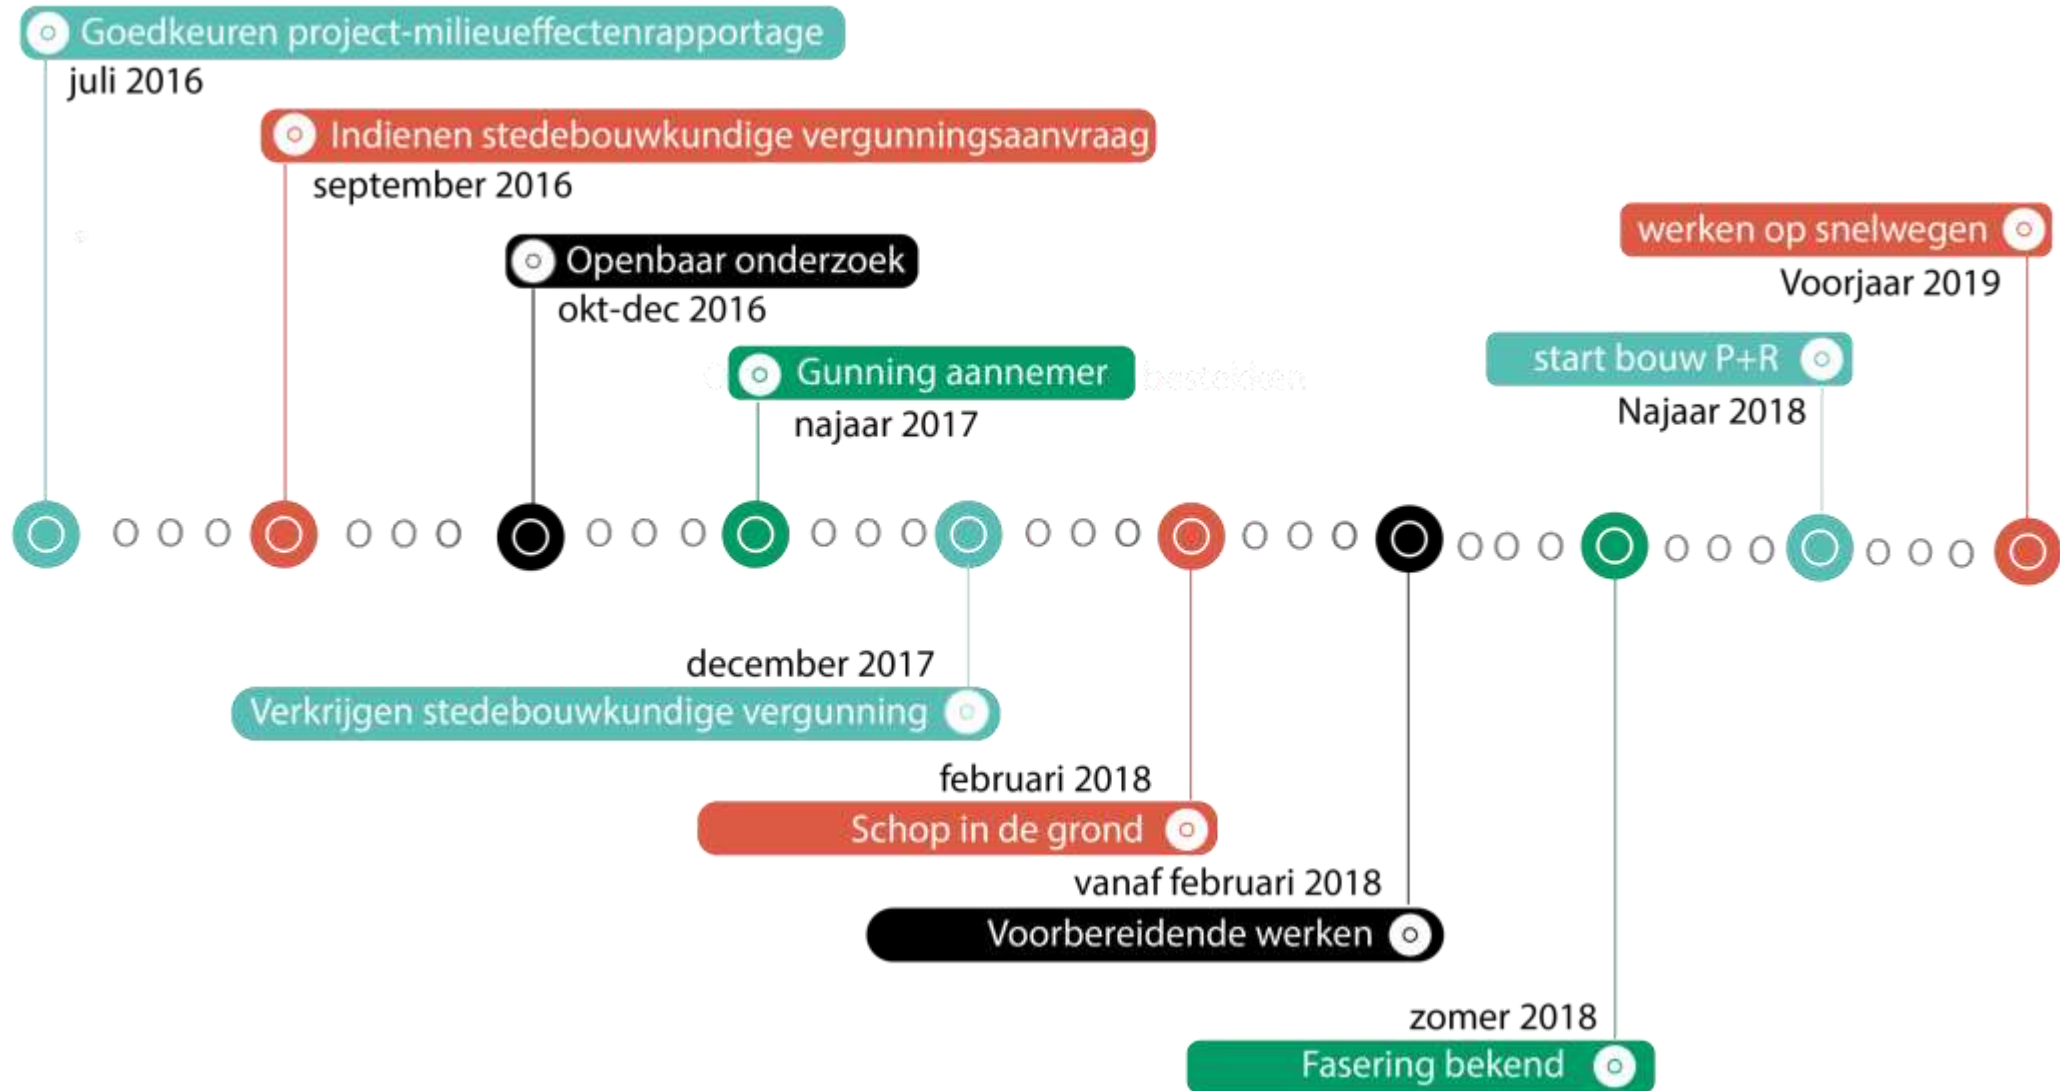 Goedkeuren project-milieueffectenrapportage
juli 2016
Indienen stedebouwkundige vergunningsaanvraag
september 2016
Openbaar onderzoek
okt-dec 2016
Gunning aannemer
bestekken
najaar 2017
werken op snelwegen
Voorjaar 2019
start bouw P+R
Najaar 2018
december 2017
Verkrijgen stedebouwkundige vergunning
februari 2018
Schop in de grond
vanaf februari 2018
Voorbereidende werken
zomer 2018
Fasering bekend